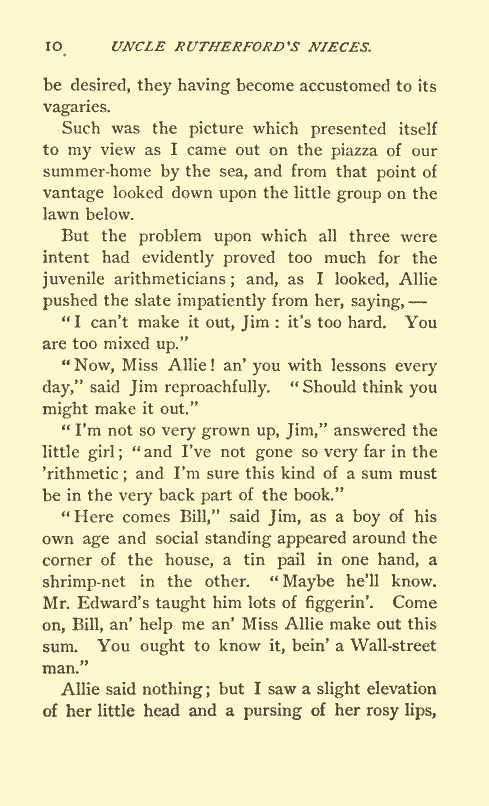 10. UNCLE RUTHERFORD'S NIECES.
be desired, they having become accustomed to its
vagaries.
Such was the picture which presented itself
to my view as I came out on the piazza of our
summer-home by the sea, and from that point of
vantage looked down upon the little group on the
lawn below.
But the problem upon which all three were
intent had evidently proved too much for the
juvenile arithmeticians; and, as I looked, Allie
pushed the slate impatiently from her, saying, —
"I can't make it out, Jim: it's too hard. You
are too mixed up."
"Now, Miss Allie! an' you with lessons every
day," said Jim reproachfully. "Should think you
might make it out."
"I'm not so very grown up, Jim," answered the
little girl; "and I've not gone so very far in the
'rithmetic; and I'm sure this kind of a sum must
be in the very back part of the book."
"Here comes Bill," said Jim, as a boy of his
own age and social standing appeared around the
corner of the house, a tin pail in one hand, a
shrimp-net in the other. "Maybe he'll know.
Mr. Edward's taught him lots of figgerin'. Come
on, Bill, an' help me an' Miss Allie make out this
sum. You ought to know it, bein' a Wall-street
man."
Allie said nothing; but I saw a slight elevation
of her little head and a pursing of her rosy lips,